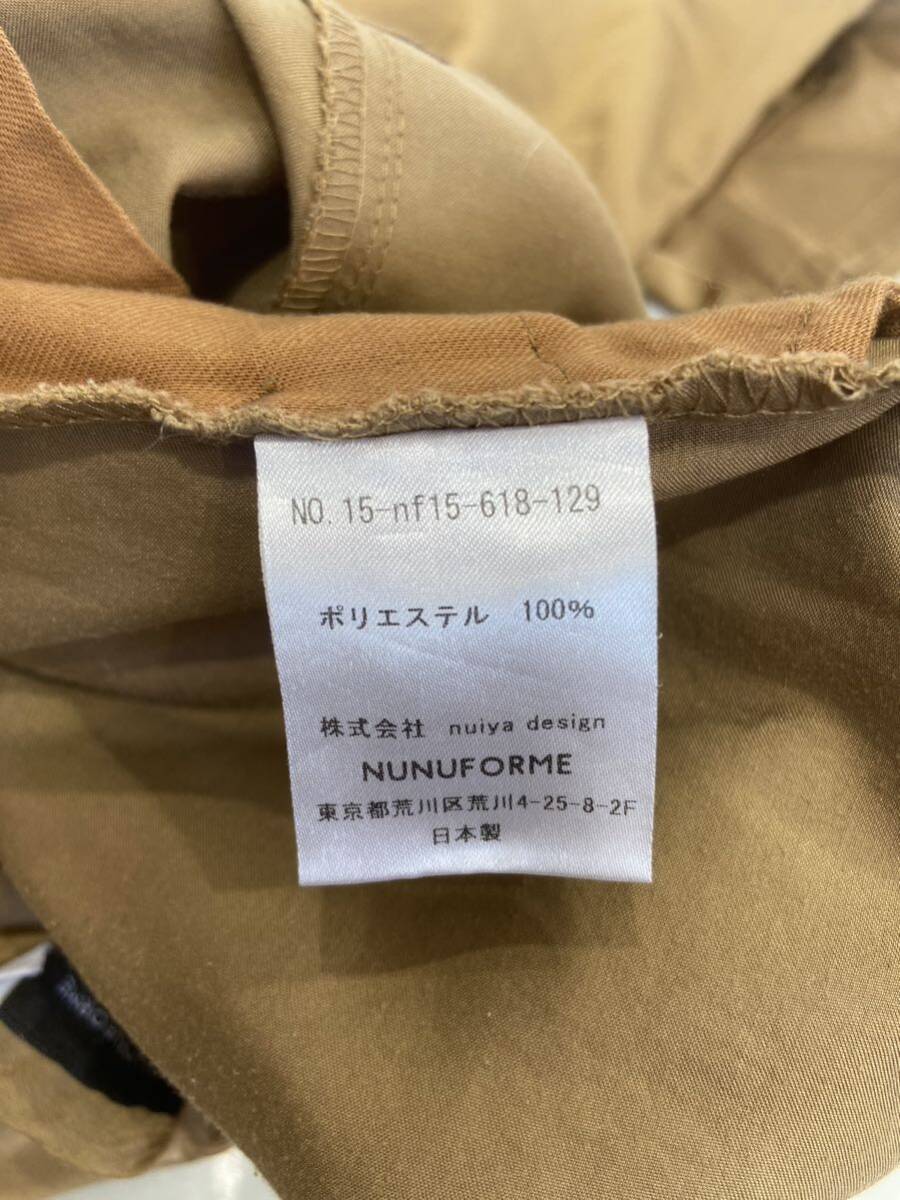 NO. 15-nf15-618-129
ポリエステル 100%
株式会社 nuiya design
NUNUFORME
東京都荒川区荒川4-25-8-2F
日本製